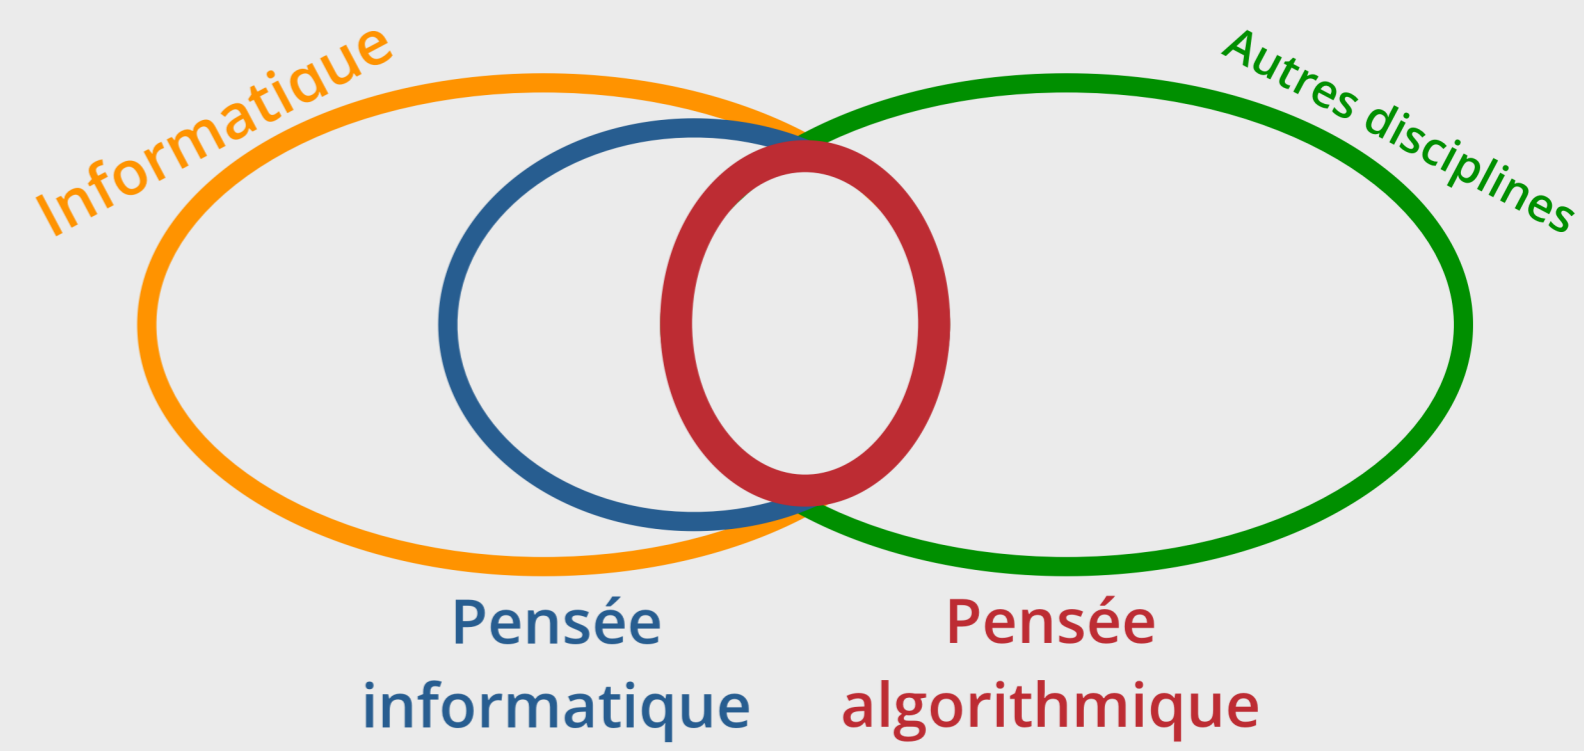 Informatique
Autres disciplines
Pensée
informatique
Pensée
algorithmique